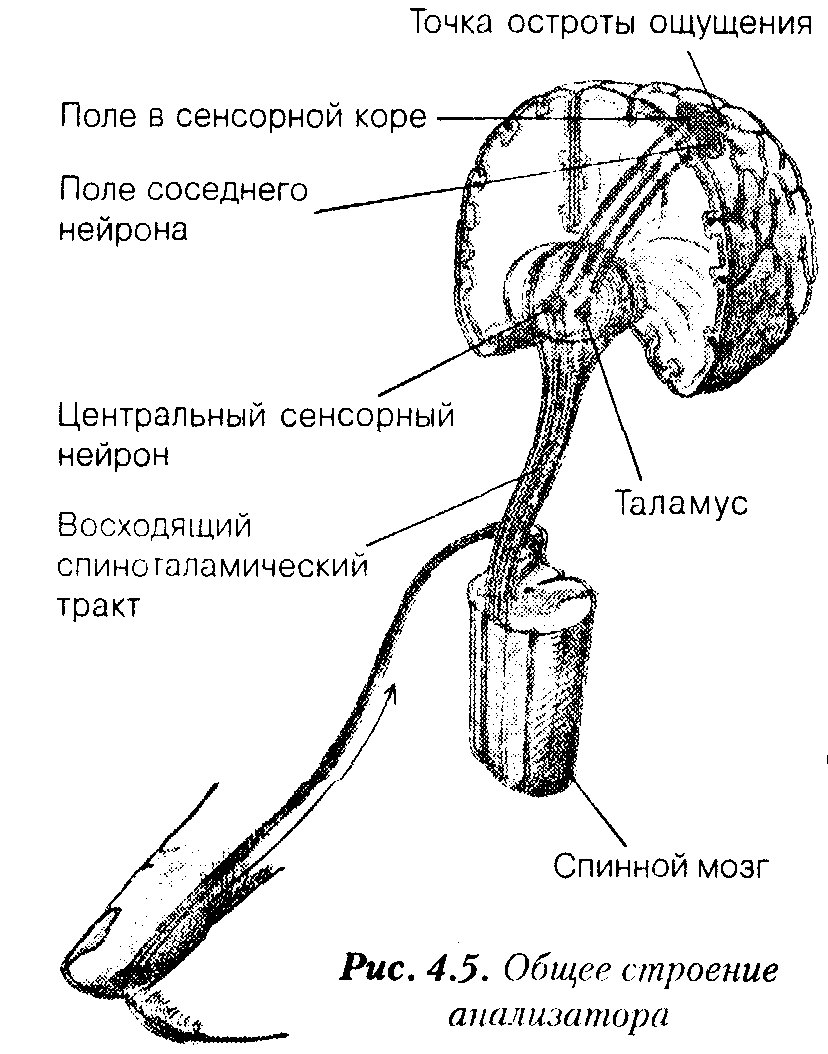 Точка остроты ощущения
Поле в сенсорной коре
Поле соседнего
нейрона
Центральный сенсорный
нейрон
Таламус
Восходящий
спиноталамический
тракт
Спинной мозг
Рис. 4.5. Общее строение
анализатора